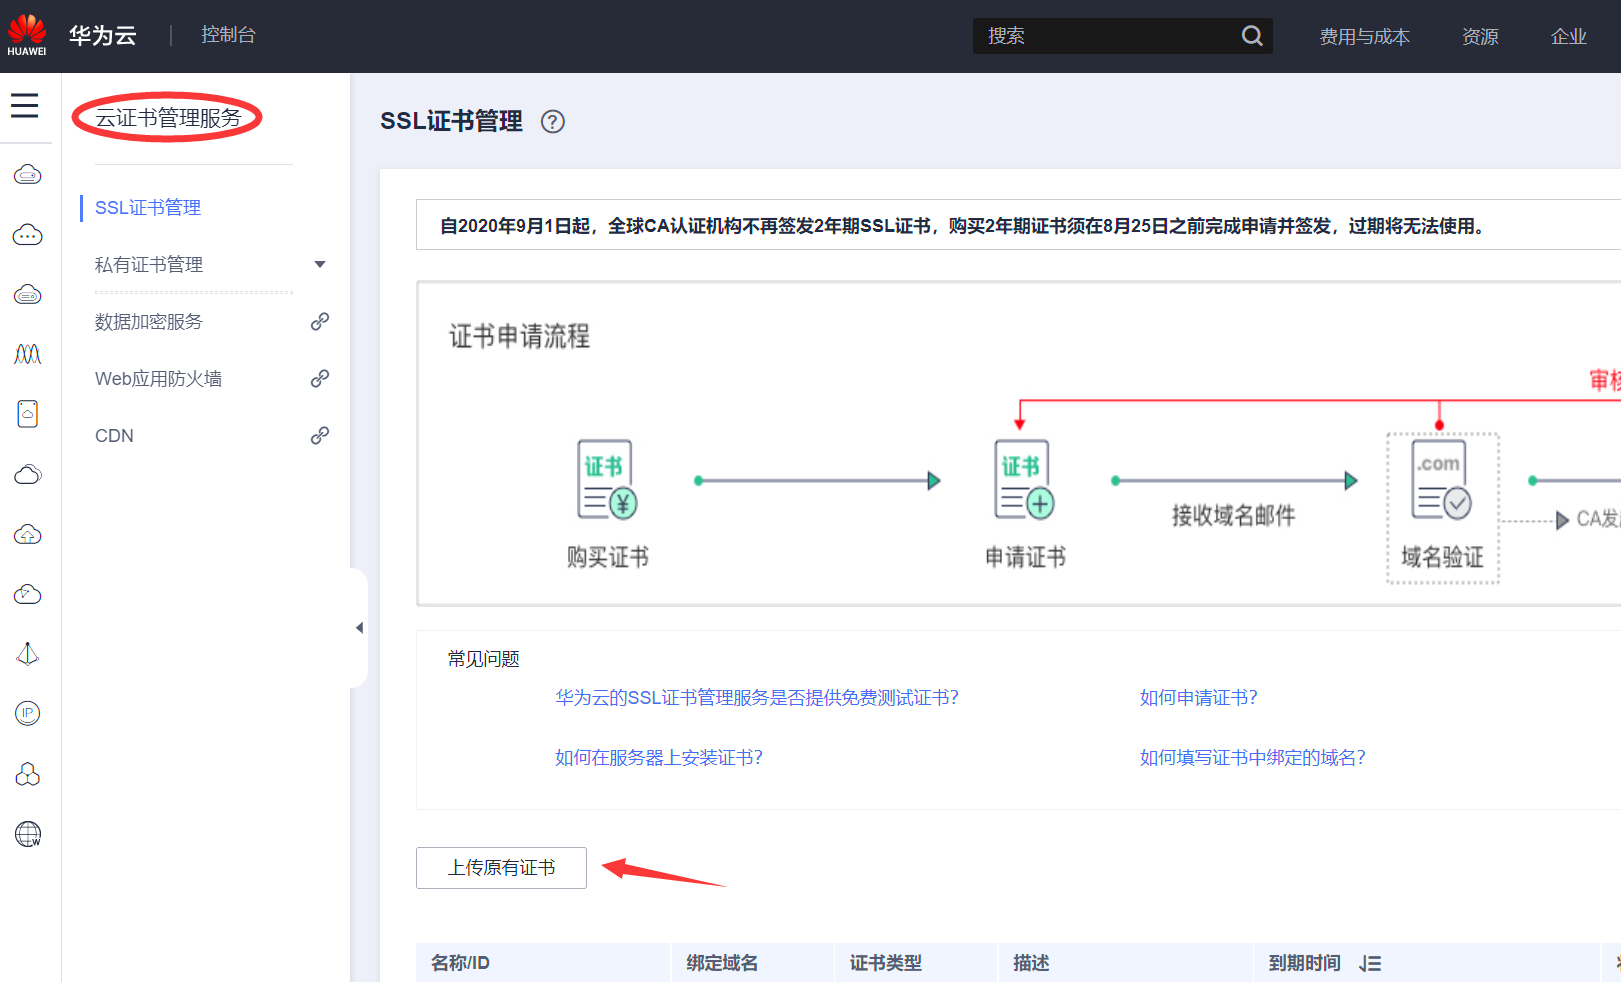 HUAWEI
华为云
控制台
搜索
费用与成本
资源
企业
云证书管理服务
SSL证书管理
私有证书管理
数据加密服务
Web应用防火墙
CDN
SSL证书管理
?
自2020年9月1日起，全球CA认证机构不再签发2年期SSL证书，购买2年期证书须在8月25日之前完成申请并签发，过期将无法使用。
证书申请流程
审核
证书
¥
购买证书
证书
申请证书
接收域名邮件
.com
域名验证
CA发
常见问题
华为云的SSL证书管理服务是否提供免费测试证书？
如何申请证书？
如何在服务器上安装证书？
如何填写证书中绑定的域名？
上传原有证书
名称/ID
绑定域名
证书类型
描述
到期时间
IP
W